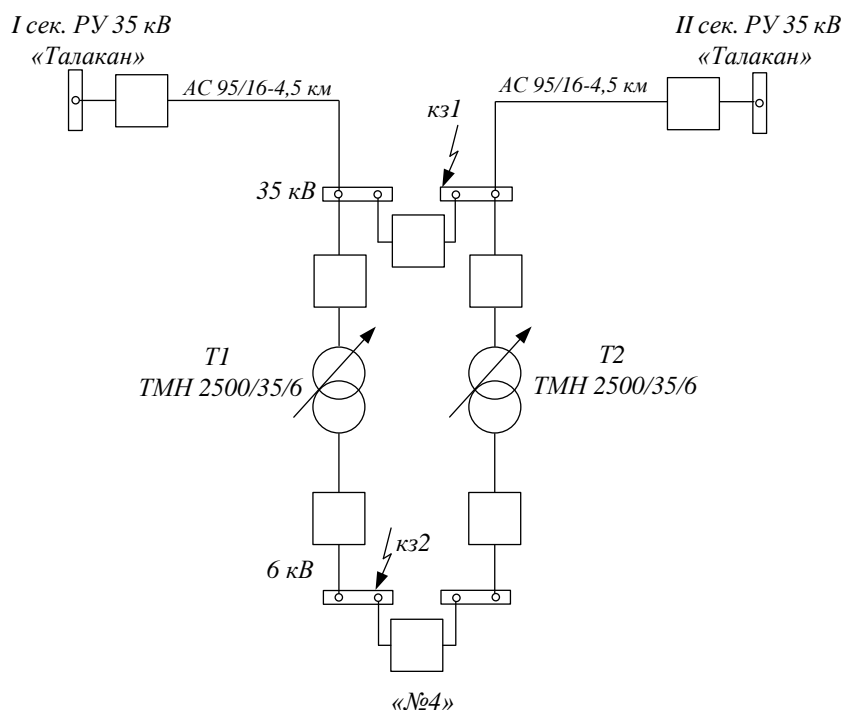 I сек. РУ 35 кВ
«Талакан»
II сек. РУ 35 кВ
«Талакан»
АС 95/16-4,5 км
АС 95/16-4,5 км
кз1
35 кВ
Т1
ТМН 2500/35/6
Т2
ТМН 2500/35/6
кз2
6 кВ
«№4»